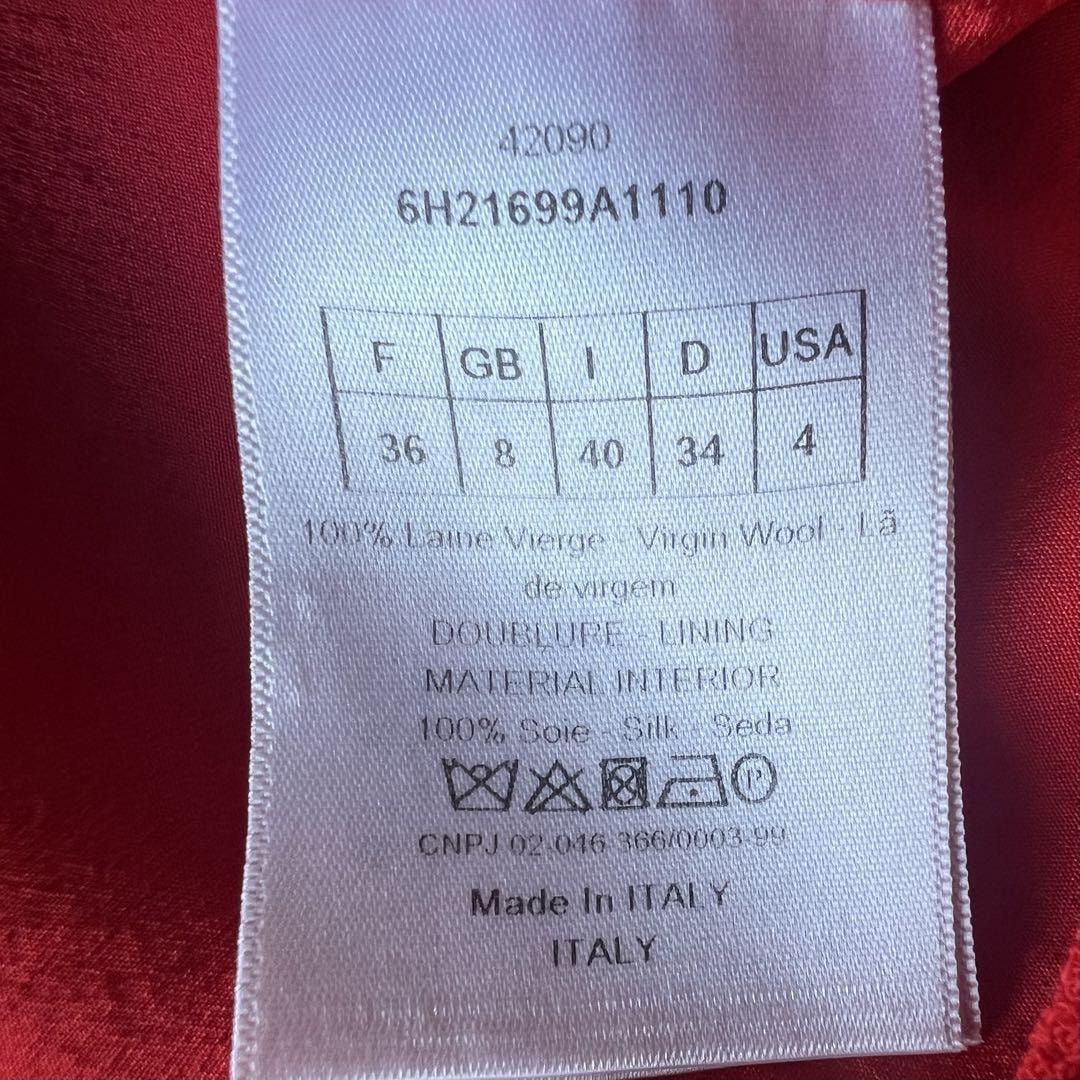 42090
6H21699A1110
F GB I D USA
36 8 40 34 4
100% Laine Vierge - Virgin Wool - Lã
de virgem
DOUBLURE - LINING
MATERIAL INTERIOR
100% Soie - Silk - Seda
P
CNPJ 02.046.366/0003-99
Made In ITALY
ITALY